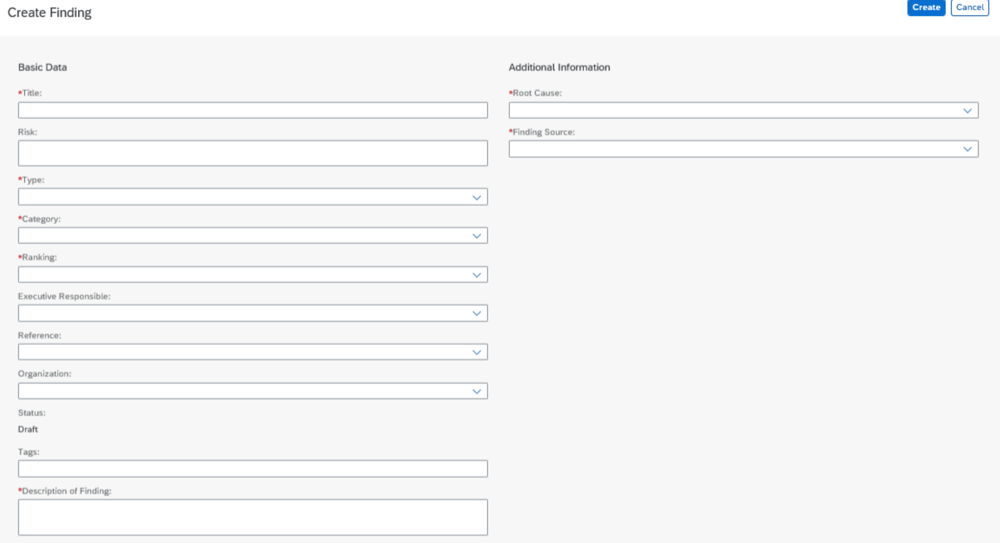 Create Finding
Create
Cancel
Basic Data
*Title:
Risk:
*Type:
*Category:
*Ranking:
Executive Responsible:
Reference:
Organization:
Status:
Draft
Tags:
*Description of Finding:
Additional Information
*Root Cause:
*Finding Source: